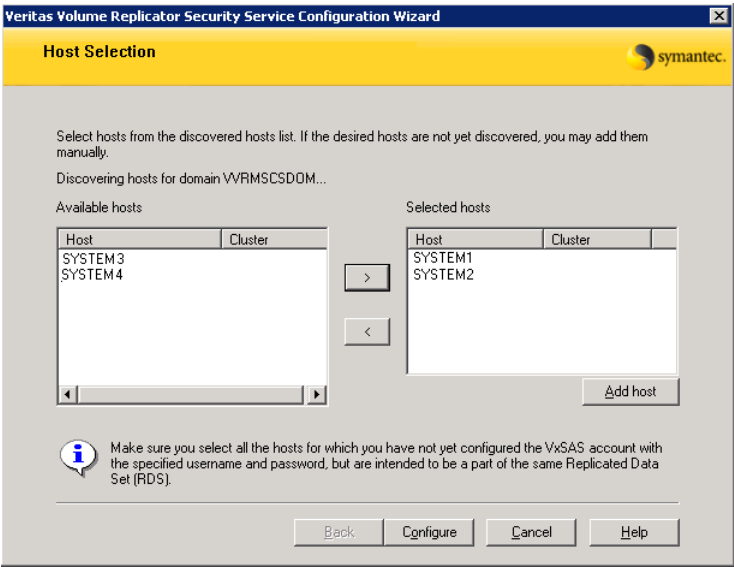 Veritas Volume Replicator Security Service Configuration Wizard
Host Selection
symantec.
Select hosts from the discovered hosts list. If the desired hosts are not yet discovered, you may add them
manually.
Discovering hosts for domain VVRMSCSDOM...
Available hosts
Selected hosts
Host Cluster
Host Cluster
SYSTEM3
SYSTEM1
SYSTEM4
SYSTEM2
>
<
Add host
Make sure you select all the hosts for which you have not yet configured the VxSAS account with
the specified username and password, but are intended to be a part of the same Replicated Data
Set (RDS).
Back Configure Cancel Help